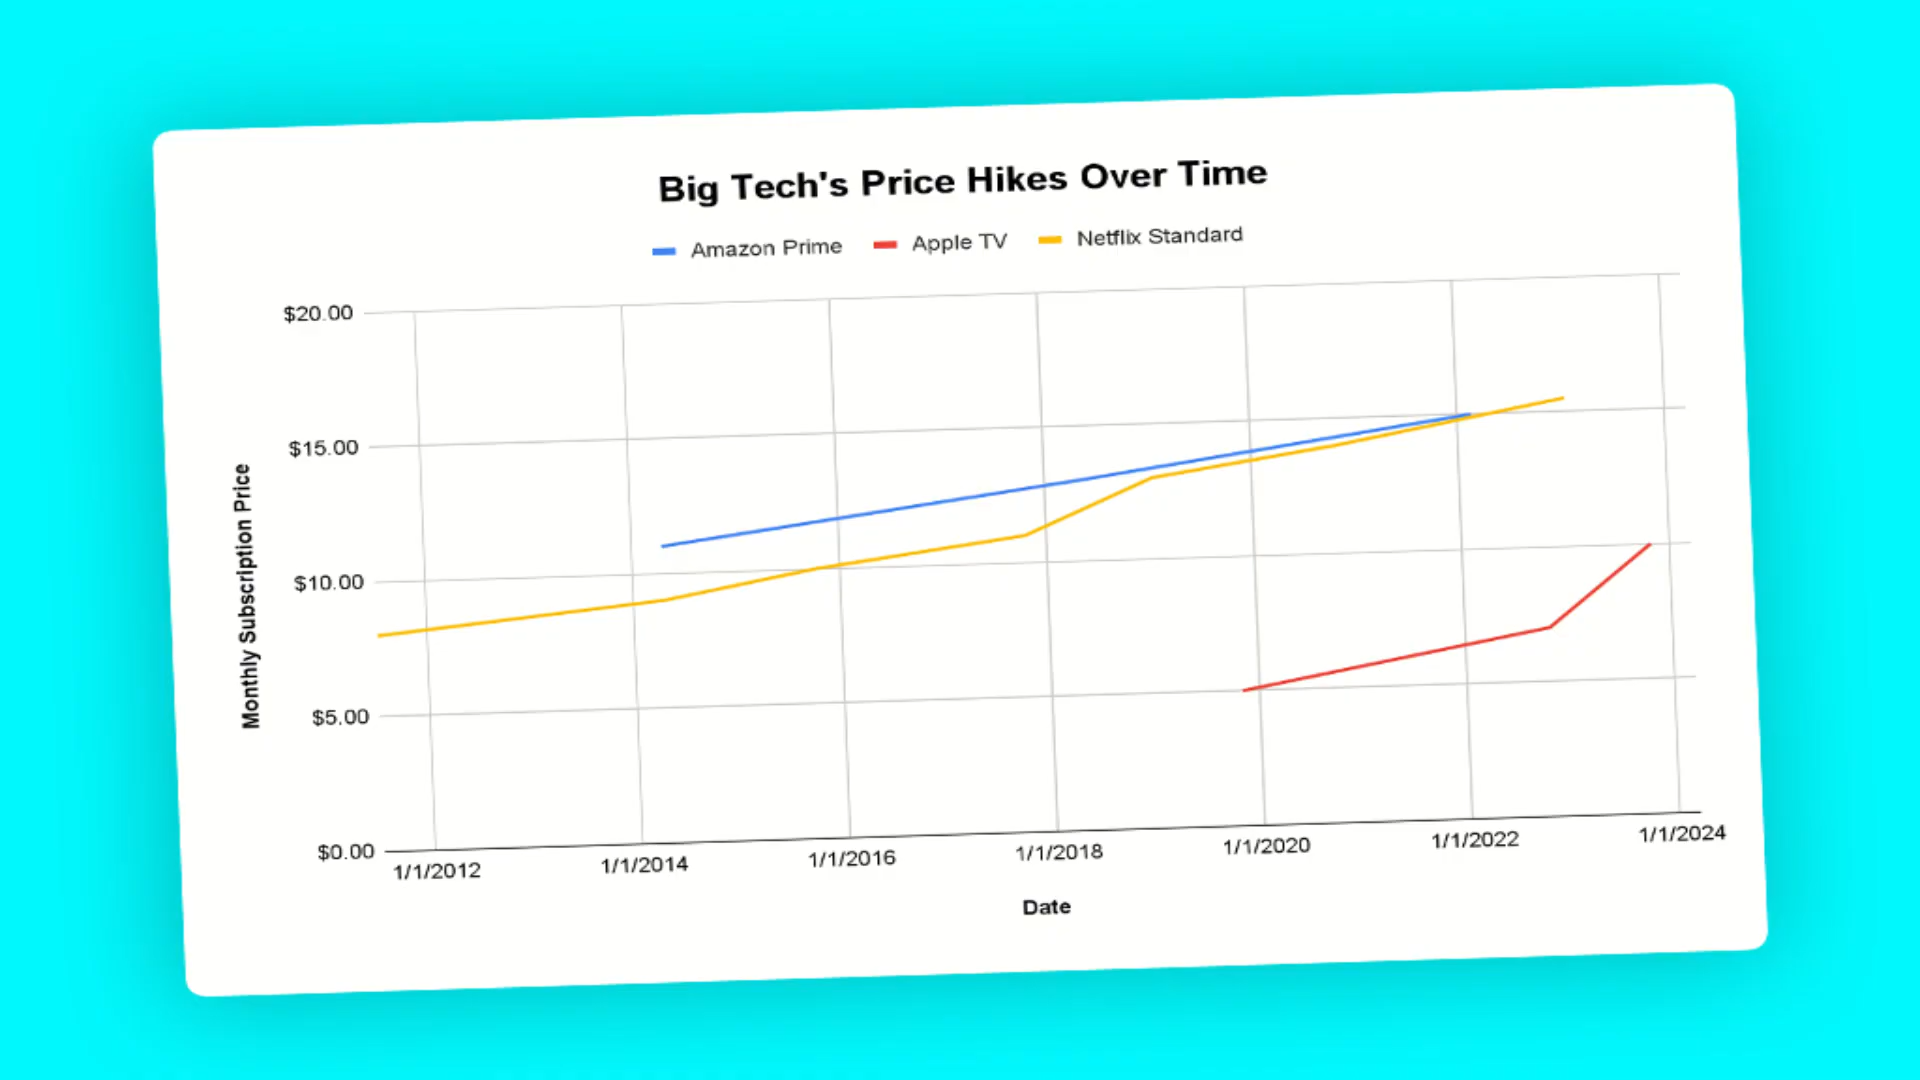 Big Tech's Price Hikes Over Time
Amazon Prime Apple TV Netflix Standard
$20.00
$15.00
$10.00
$5.00
$0.00
Monthly Subscription Price
1/1/2012 1/1/2014 1/1/2016 1/1/2018 1/1/2020 1/1/2022 1/1/2024
Date